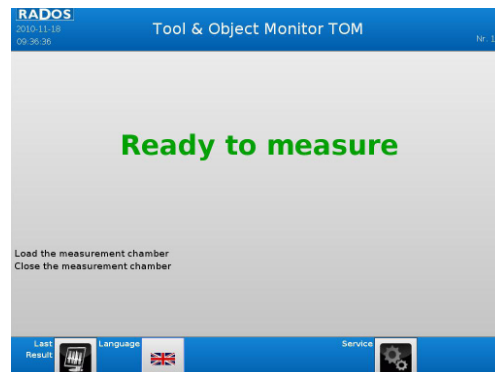 RADOS
2010-11-18
09:36:36
Tool & Object Monitor TOM
Nr. 1
Ready to measure
Load the measurement chamber
Close the measurement chamber
Last
Result
Language
Service